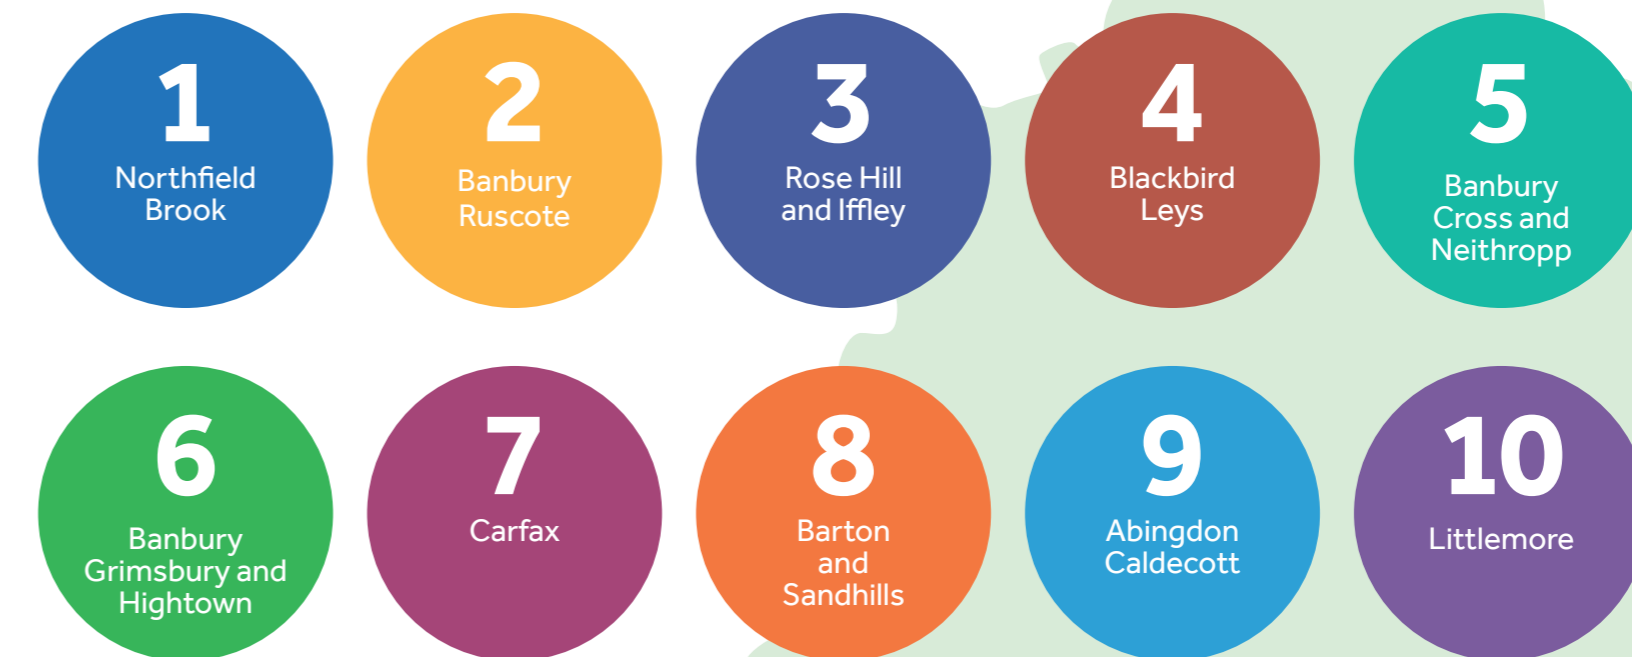 1
Northfield
Brook
2
Banbury
Ruscote
3
Rose Hill
and Iffley
4
Blackbird
Leys
5
Banbury
Cross and
Neithropp
6
Banbury
Grimsbury and
Hightown
7
Carfax
8
Barton
and
Sandhills
9
Abingdon
Caldecott
10
Littlemore